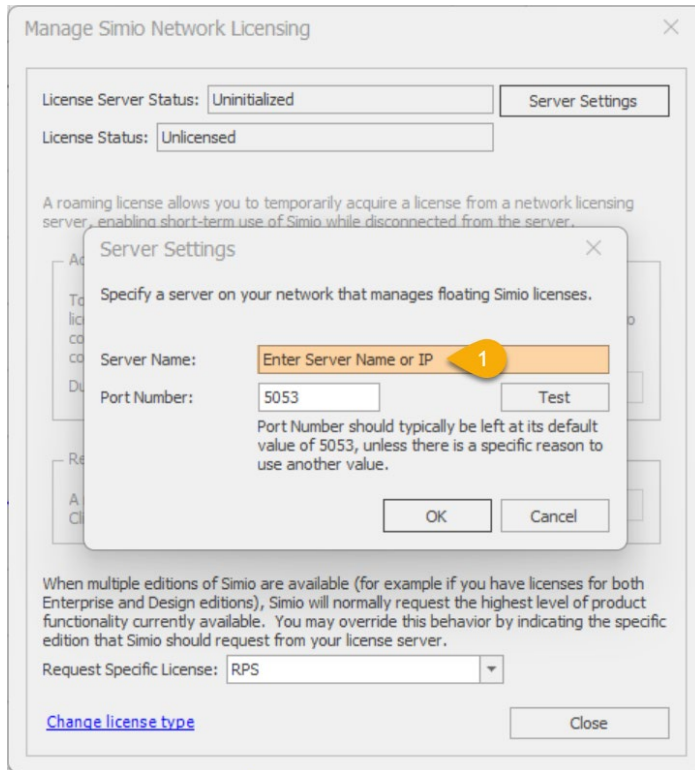 Manage Simio Network Licensing
License Server Status: Uninitialized
Server Settings
License Status: Unlicensed
A roaming license allows you to temporarily acquire a license from a network licensing
server, enabling short-term use of Simio while disconnected from the server.
Server Settings
Specify a server on your network that manages floating Simio licenses.
Server Name: Enter Server Name or IP 1
Port Number: 5053 Test
Port Number should typically be left at its default
value of 5053, unless there is a specific reason to
use another value.
OK Cancel
When multiple editions of Simio are available (for example if you have licenses for both
Enterprise and Design editions), Simio will normally request the highest level of product
functionality currently available. You may override this behavior by indicating the specific
edition that Simio should request from your license server.
Request Specific License: RPS
Change license type
Close